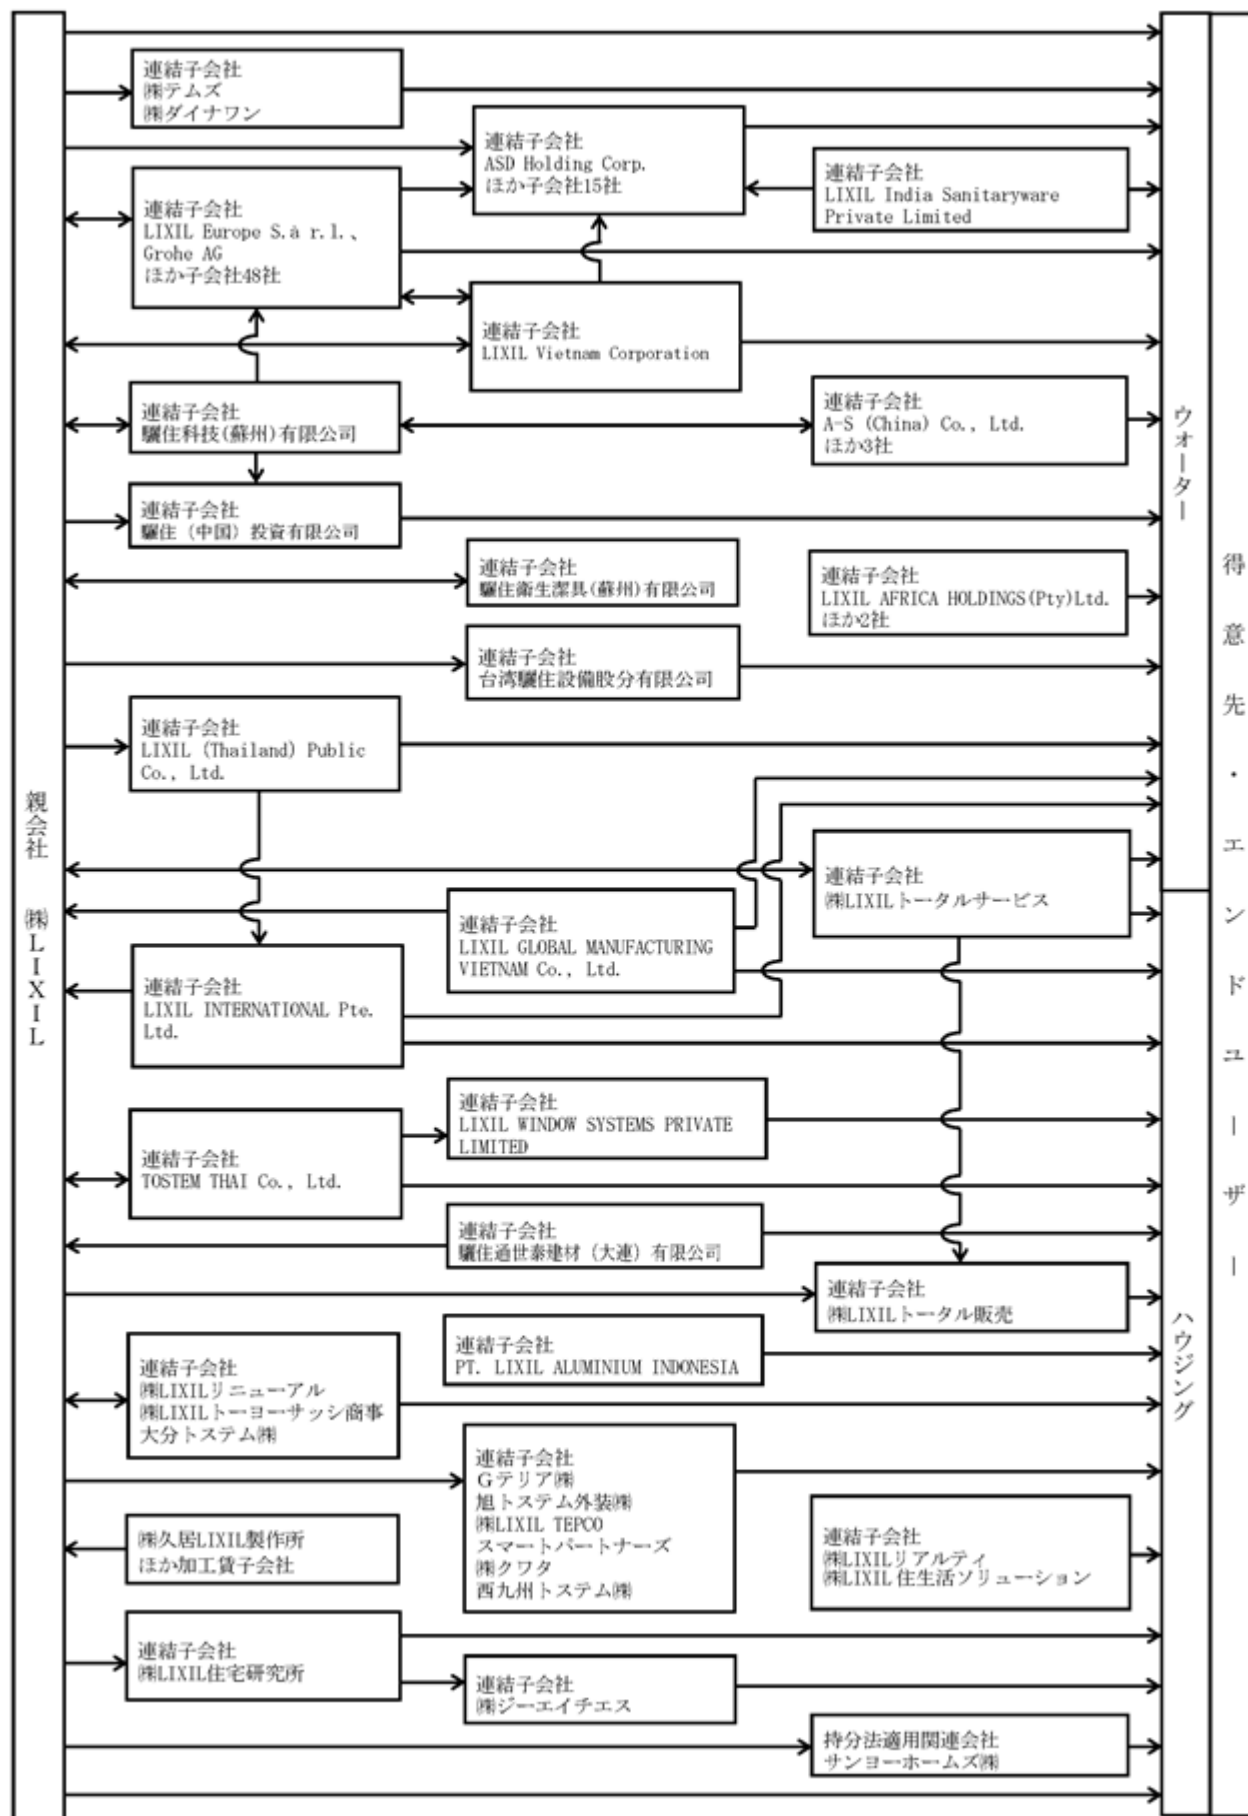 親会社 ㈱LIXIL
連結子会社
㈱テムズ
㈱ダイナワン
連結子会社
ASD Holding Corp.
ほか子会社15社
連結子会社
LIXIL India Sanitaryware
Private Limited
連結子会社
LIXIL Europe S.à r.l.、
Grohe AG
ほか子会社48社
連結子会社
LIXIL Vietnam Corporation
連結子会社
驪住科技(蘇州)有限公司
連結子会社
A-S (China) Co., Ltd.
ほか3社
連結子会社
驪住（中国）投資有限公司
連結子会社
驪住衛生潔具(蘇州)有限公司
連結子会社
LIXIL AFRICA HOLDINGS(Pty)Ltd.
ほか2社
連結子会社
台湾驪住設備股分有限公司
連結子会社
LIXIL (Thailand) Public
Co., Ltd.
連結子会社
㈱LIXILトータルサービス
連結子会社
LIXIL GLOBAL MANUFACTURING
VIETNAM Co., Ltd.
連結子会社
LIXIL INTERNATIONAL Pte.
Ltd.
連結子会社
LIXIL WINDOW SYSTEMS PRIVATE
LIMITED
連結子会社
TOSTEM THAI Co., Ltd.
連結子会社
驪住通世泰建材（大連）有限公司
連結子会社
㈱LIXILトータル販売
連結子会社
PT. LIXIL ALUMINIUM INDONESIA
連結子会社
㈱LIXILリニューアル
㈱LIXILトーヨーサッシ商事
大分トステム㈱
連結子会社
Gテリア㈱
旭トステム外装㈱
㈱LIXIL TEPCO
スマートパートナーズ
㈱クワタ
西九州トステム㈱
㈱久居LIXIL製作所
ほか加工賃子会社
連結子会社
㈱LIXILリアルティ
㈱LIXIL住生活ソリューション
連結子会社
㈱LIXIL住宅研究所
連結子会社
㈱ジーエイチエス
持分法適用関連会社
サンヨーホームズ㈱
ウォーター
ハウジング
得意先・エンドユーザー